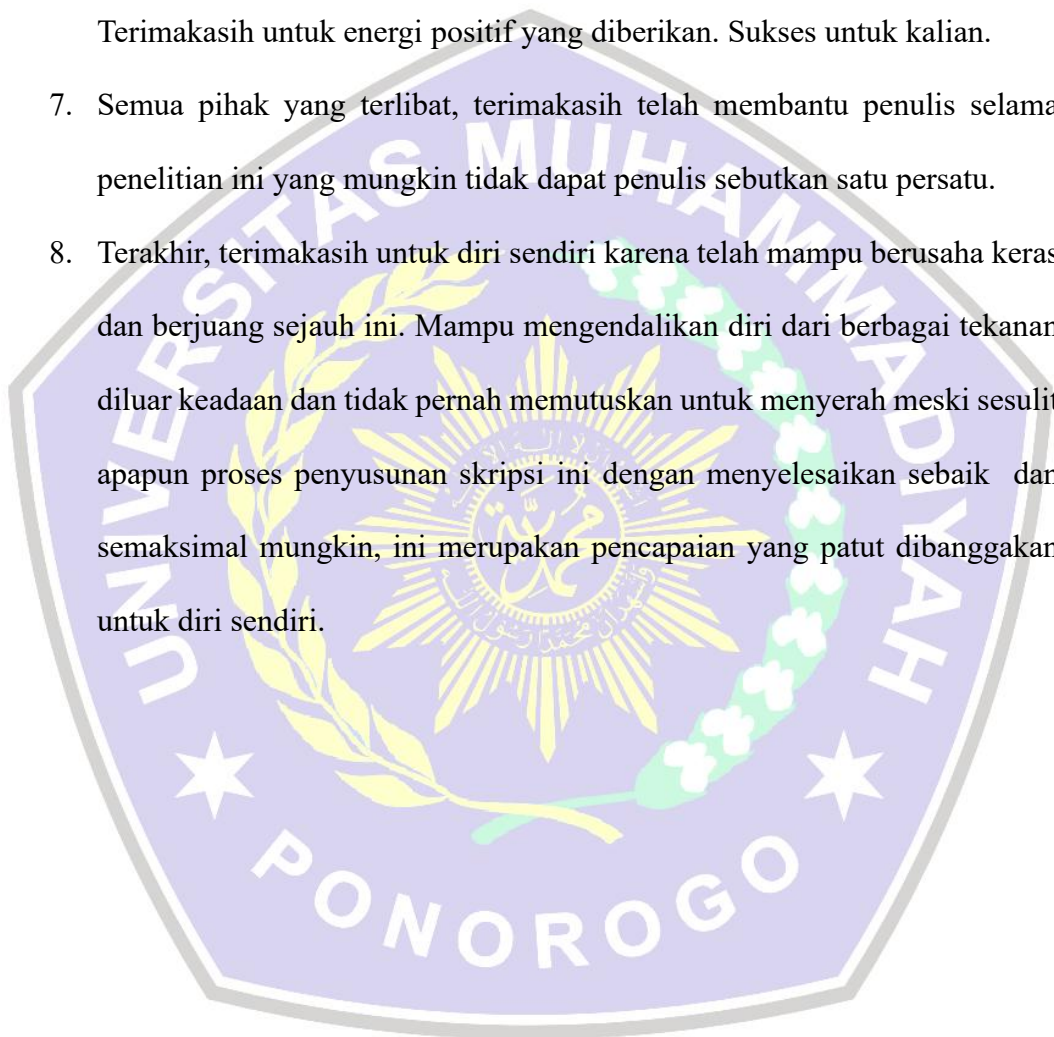 Terimakasih untuk energi positif yang diberikan. Sukses untuk kalian.
7. Semua pihak yang terlibat, terimakasih telah membantu penulis selama
penelitian ini yang mungkin tidak dapat penulis sebutkan satu persatu.
8. Terakhir, terimakasih untuk diri sendiri karena telah mampu berusaha keras
dan berjuang sejauh ini. Mampu mengendalikan diri dari berbagai tekanan
diluar keadaan dan tidak pernah memutuskan untuk menyerah meski sesulit
apapun proses penyusunan skripsi ini dengan menyelesaikan sebaik dan
semaksimal mungkin, ini merupakan pencapaian yang patut dibanggakan
untuk diri sendiri.
UNIVERSITAS MUHAMMADIYAH
PONOROGO
محمد